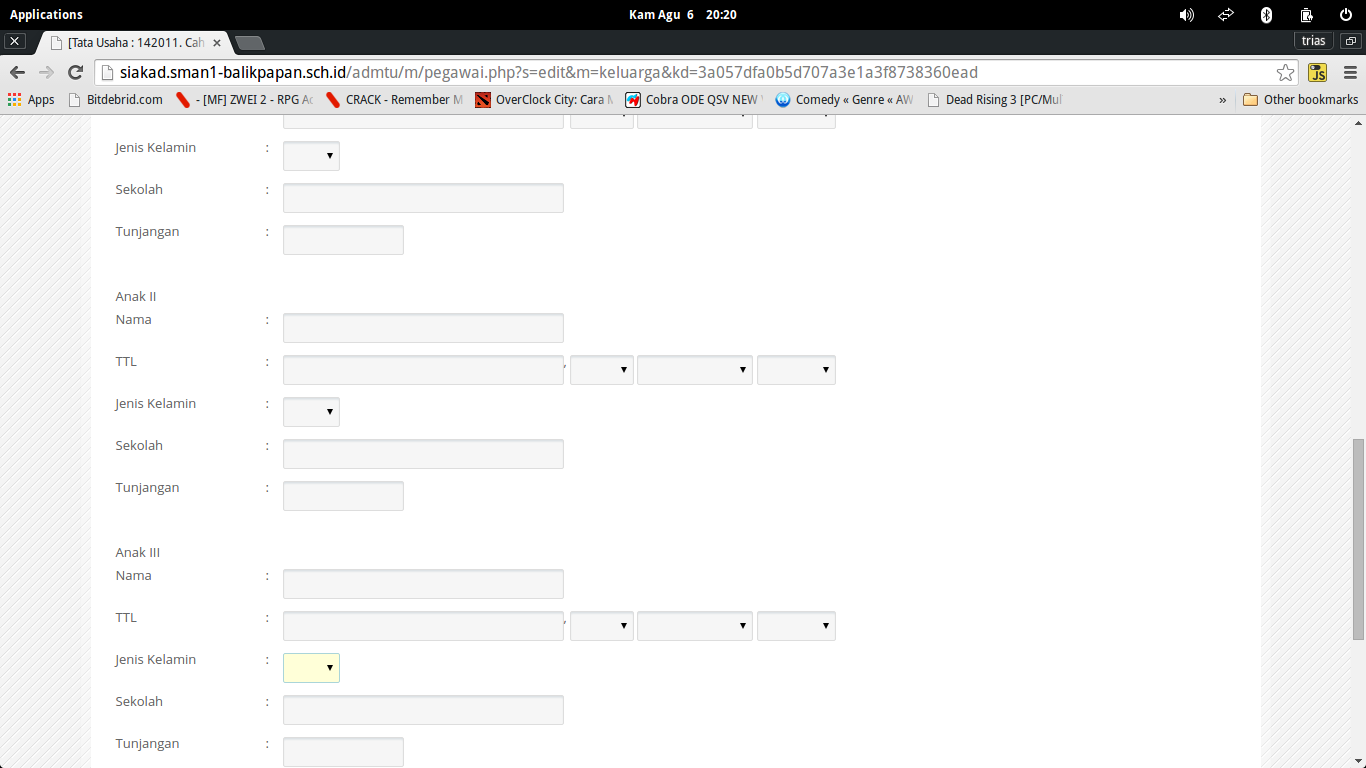 Applications Kam Agu 6 20:20
[Tata Usaha : 142011. Cah trias
siakad.sman1-balikpapan.sch.id/admtu/m/pegawai.php?s=edit&m=keluarga&kd=3a057dfa0b5d707a3e1a3f8738360ead JS
Apps Bitdebrid.com - [MF] ZWEI 2 - RPG Ac CRACK - Remember M OverClock City: Cara M Cobra ODE QSV NEW Comedy « Genre « AW Dead Rising 3 [PC/Mul » Other bookmarks
Jenis Kelamin :
Sekolah :
Tunjangan :
Anak II
Nama :
TTL : ,
Jenis Kelamin :
Sekolah :
Tunjangan :
Anak III
Nama :
TTL : ,
Jenis Kelamin :
Sekolah :
Tunjangan :